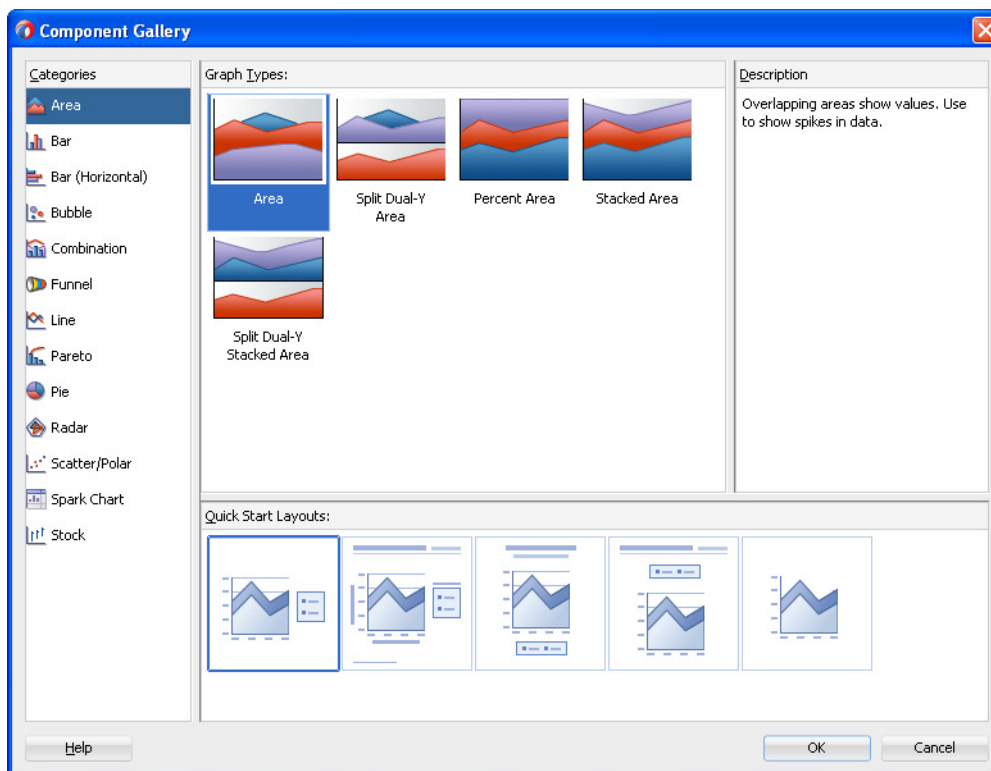 Component Gallery
Categories
Area
Bar
Bar (Horizontal)
Bubble
Combination
Funnel
Line
Pareto
Pie
Radar
Scatter/Polar
Spark Chart
Stock
Graph Types:
Area
Split Dual-Y
Area
Percent Area
Stacked Area
Split Dual-Y
Stacked Area
Description
Overlapping areas show values. Use
to show spikes in data.
Quick Start Layouts:
Help
OK
Cancel